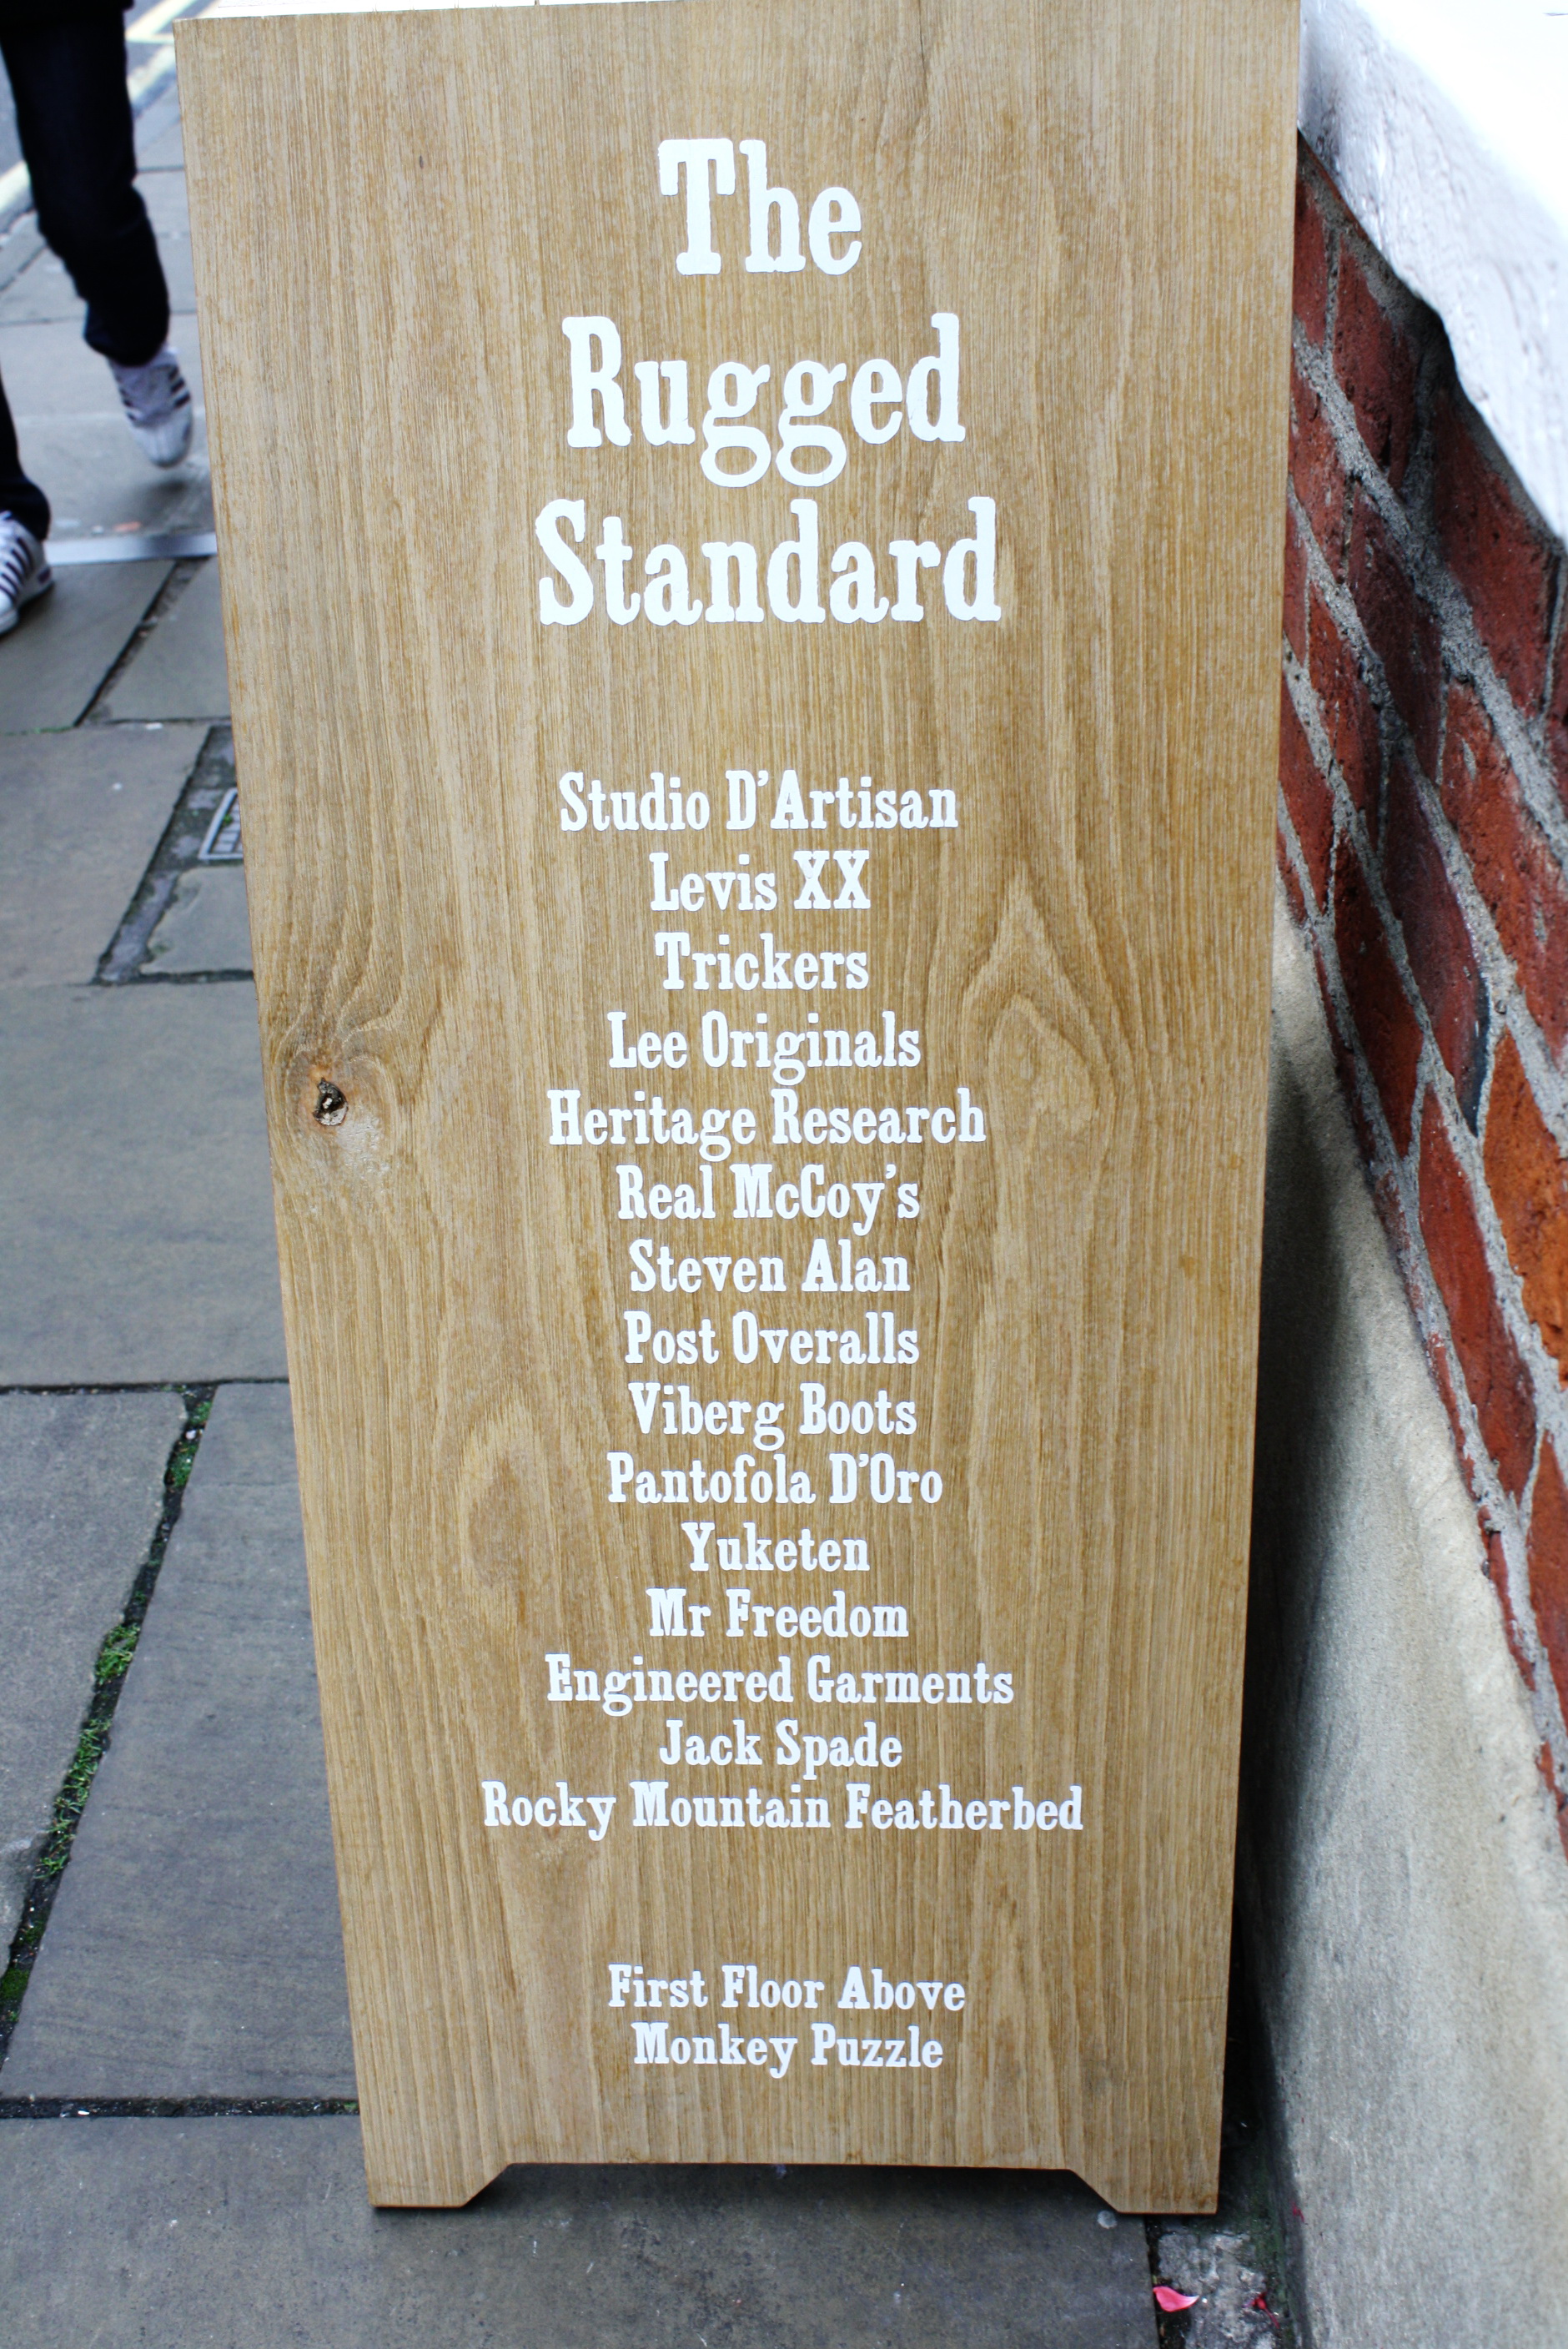 The
Rugged
Standard
Studio D'Artisan
Levis XX
Trickers
Lee Originals
Heritage Research
Real McCoy's
Steven Alan
Post Overalls
Viberg Boots
Pantofola D'Oro
Yuketen
Mr Freedom
Engineered Garments
Jack Spade
Rocky Mountain Featherbed
First Floor Above
Monkey Puzzle